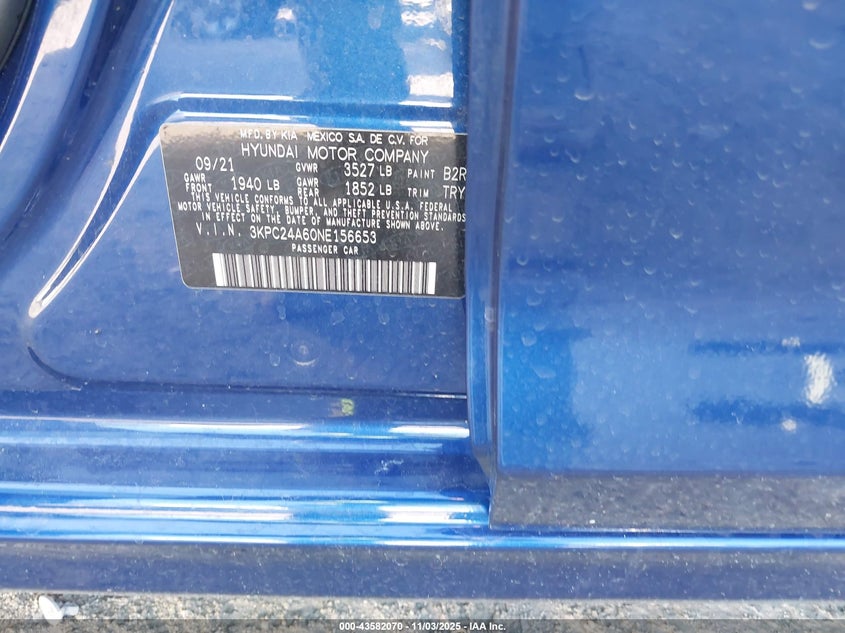 MFD. BY KIA MEXICO S.A. DE C.V. FOR
HYUNDAI MOTOR COMPANY
09/21 GVWR 3527 LB PAINT B2R
GAWR FRONT 1940 LB GAWR REAR 1852 LB TRIM TRY
THIS VEHICLE CONFORMS TO ALL APPLICABLE U.S.A. FEDERAL
MOTOR VEHICLE SAFETY, BUMPER, AND THEFT PREVENTION STANDARDS
IN EFFECT ON THE DATE OF MANUFACTURE SHOWN ABOVE.
V.I.N. 3KPC24A60NE156653
PASSENGER CAR
000-43582070 - 11/03/2025 - IAA Inc.